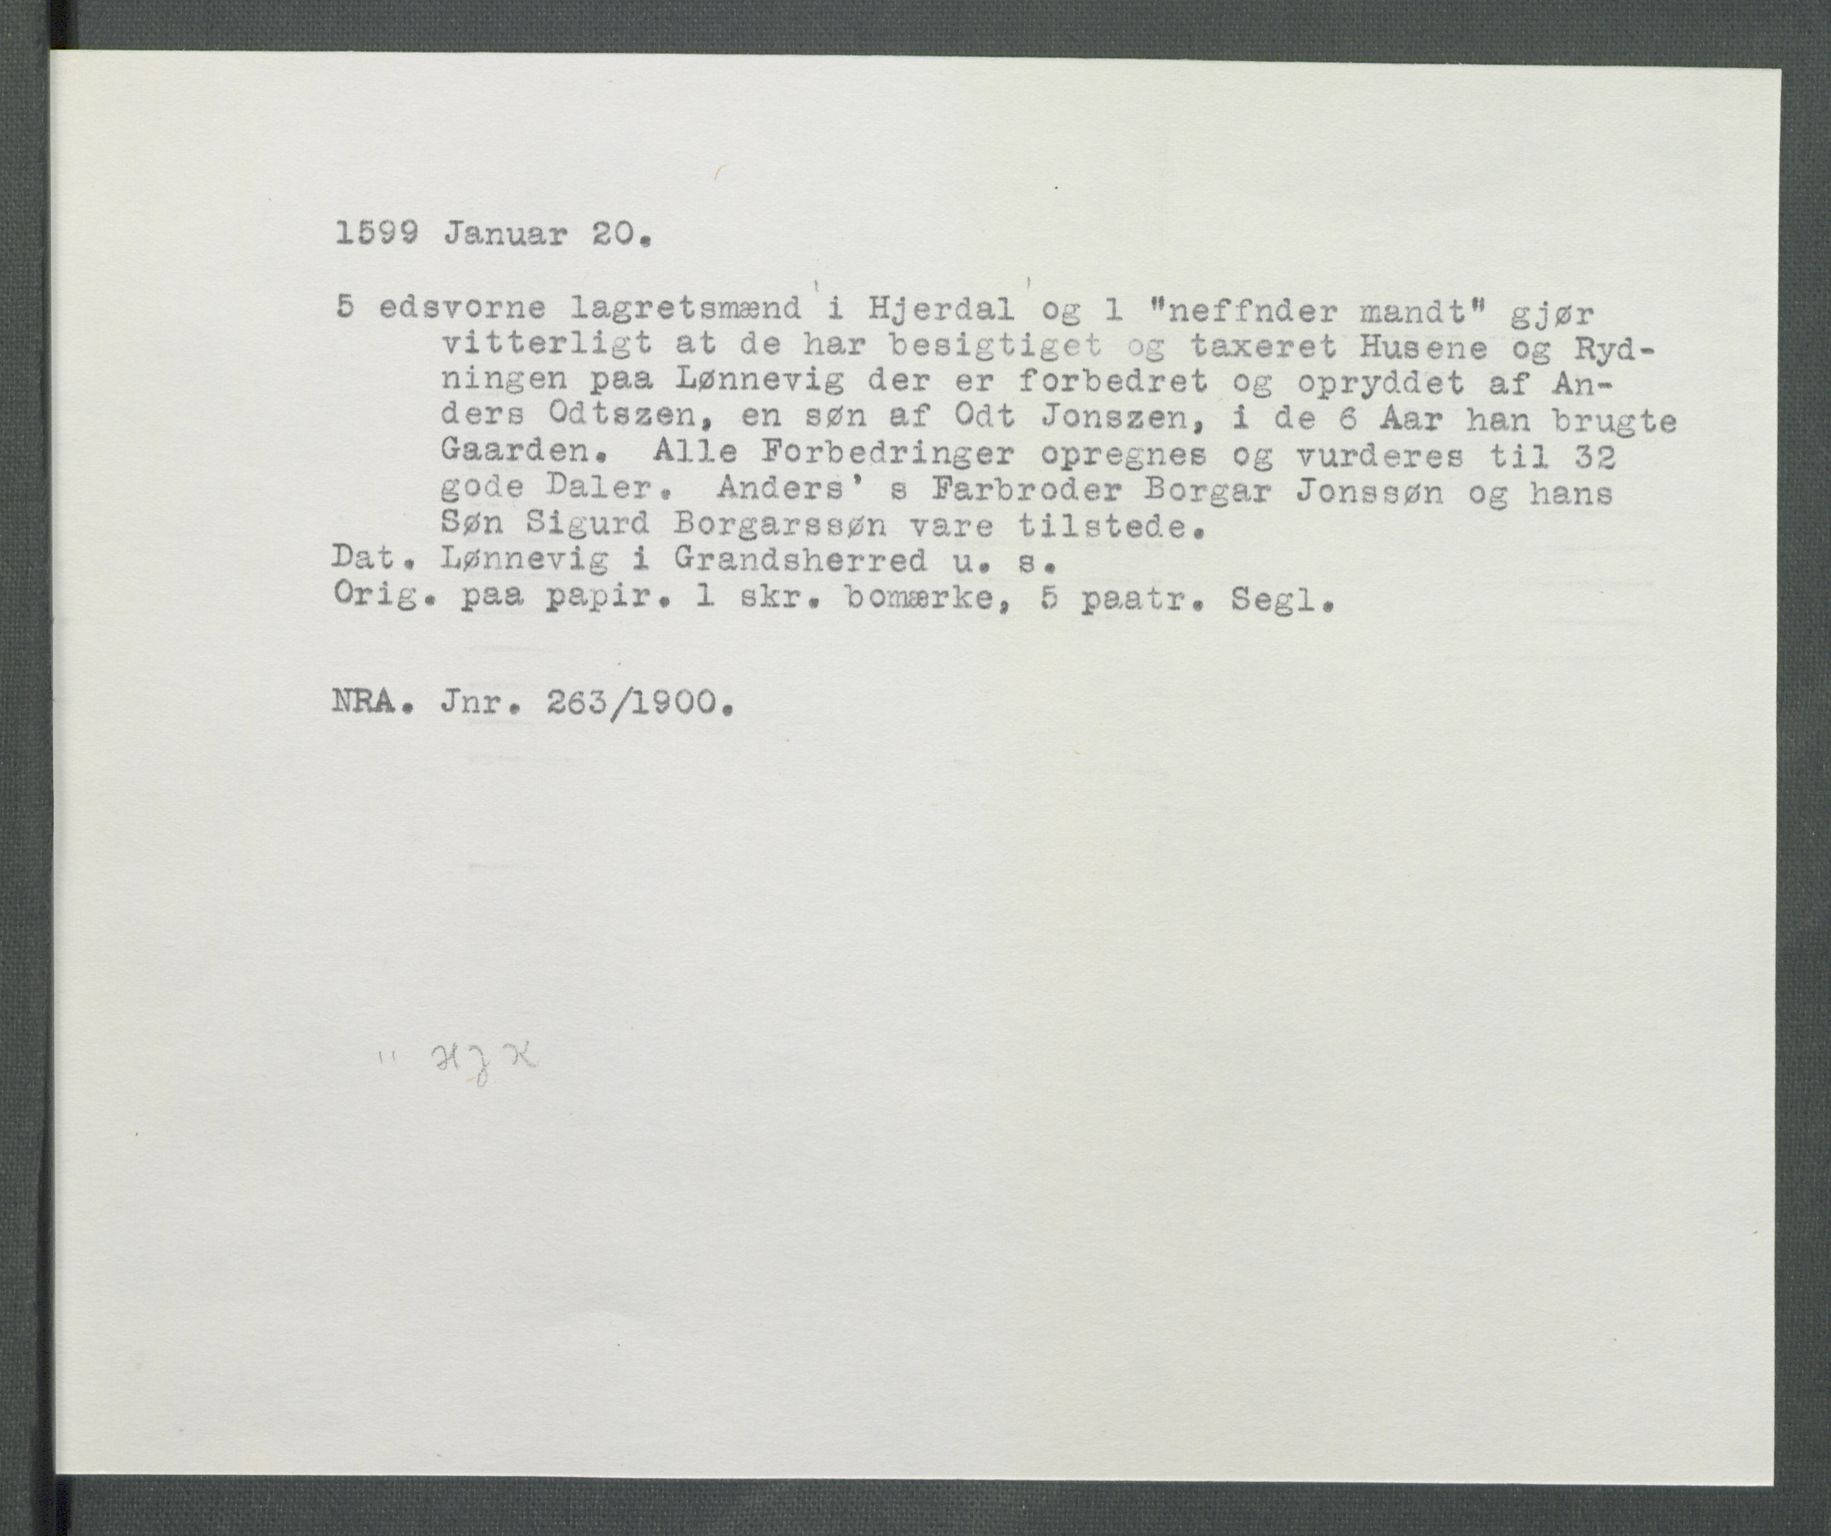 1599 Januar 20.
5 edsvorne lagretsmænd i Hjerdal og 1 "neffnder mandt" gjør
vitterligt at de har besigtiget og taxeret Husene og Ryd-
ningen paa Lønnevig der er forbedret og opryddet af An-
ders Odtszen, en søn af Odt Jonszen, i de 6 Aar han brugte
Gaarden. Alle Forbedringer opregnes og vurderes til 32
gode Daler. Anders' s Farbroder Borgar Jonssøn og hans
Søn Sigurd Borgarssøn vare tilstede.
Dat. Lønnevig i Grandsherred u. s.
Orig. paa papir. 1 skr. bomærke, 5 paatr. Segl.
NRA. Jnr. 263/1900.